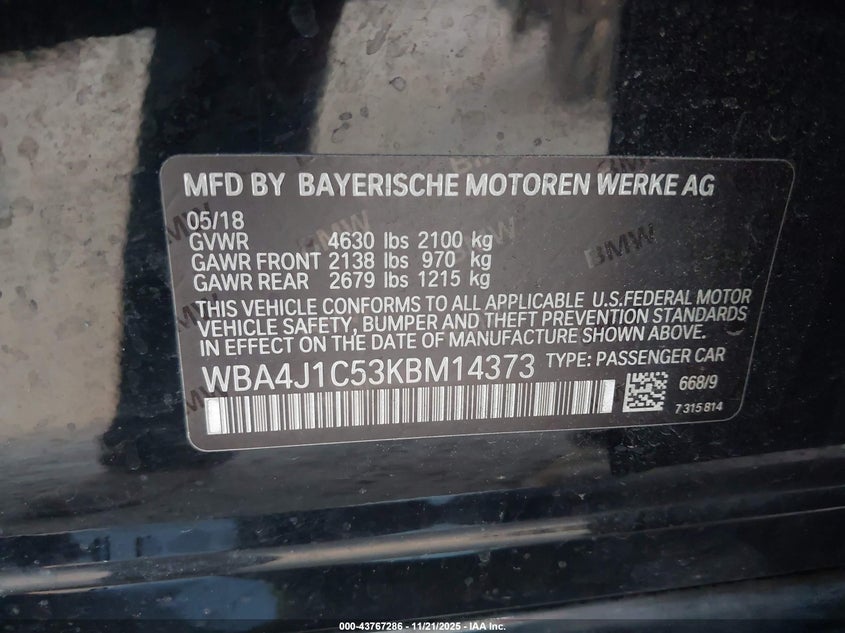 MFD BY BAYERISCHE MOTOREN WERKE AG
05/18
GVWR 4630 lbs 2100 kg
GAWR FRONT 2138 lbs 970 kg
GAWR REAR 2679 lbs 1215 kg
THIS VEHICLE CONFORMS TO ALL APPLICABLE U.S.FEDERAL MOTOR
VEHICLE SAFETY, BUMPER AND THEFT PREVENTION STANDARDS
IN EFFECT ON THE DATE OF MANUFACTURE SHOWN ABOVE.
WBA4J1C53KBM14373 TYPE: PASSENGER CAR
668/9
7 315 814
BMW
000-43767286 - 11/21/2025 - IAA Inc.